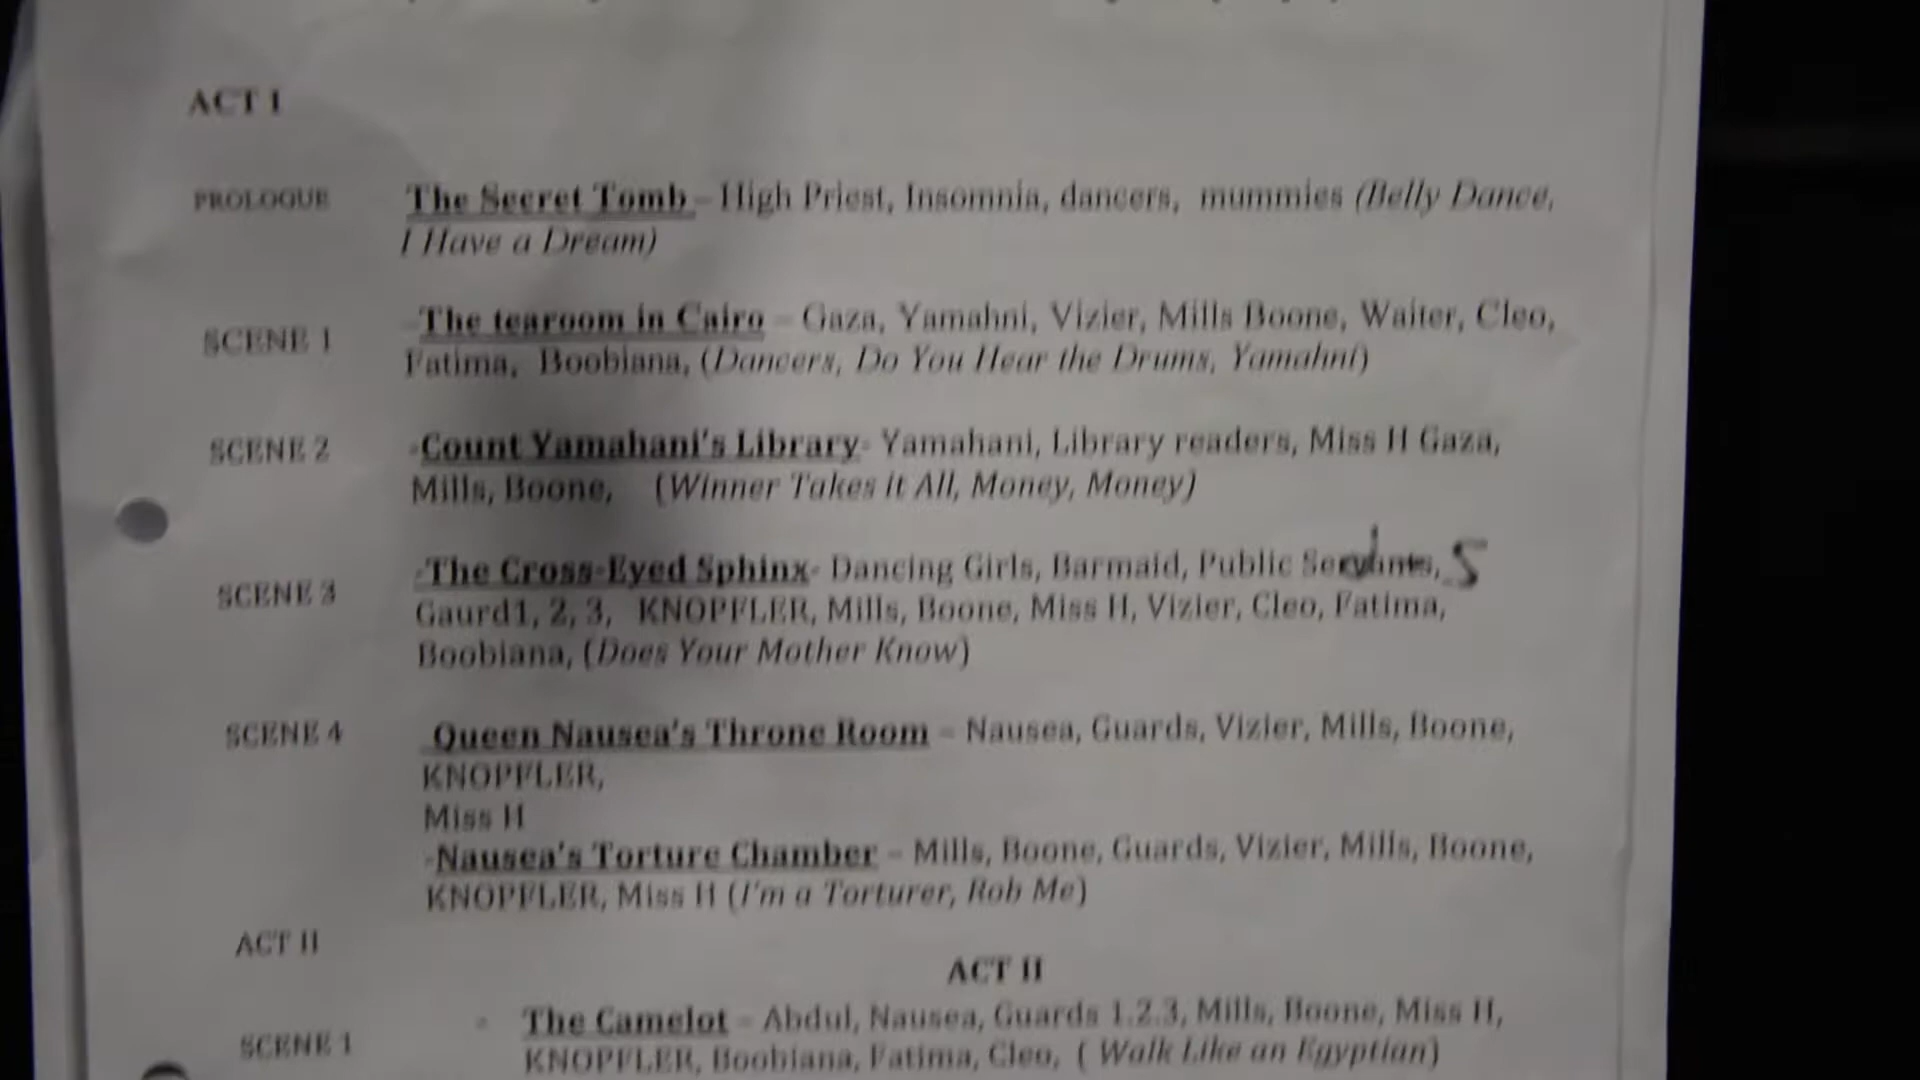 ACT I
PROLOGUE The Secret Tomb – High Priest, Insomnia, dancers, mummies (Belly Dance,
I Have a Dream)
SCENE 1 -The tearoom in Cairo – Gaza, Yamahni, Vizier, Mills Boone, Waiter, Cleo,
Fatima, Boobiana, (Dancers, Do You Hear the Drums, Yamahni)
SCENE 2 -Count Yamahani's Library- Yamahani, Library readers, Miss H Gaza,
Mills, Boone, (Winner Takes it All, Money, Money)
SCENE 3 -The Cross-Eyed Sphinx- Dancing Girls, Barmaid, Public
Gaurd1, 2, 3, KNOPFLER, Mills, Boone, Miss H, Vizier, Cleo, Fatima,
Boobiana, (Does Your Mother Know)
SCENE 4 Queen Nausea's Throne Room – Nausea, Guards, Vizier, Mills, Boone,
KNOPFLER,
Miss H
-Nausea's Torture Chamber – Mills, Boone, Guards, Vizier, Mills, Boone,
KNOPFLER, Miss H (I'm a Torturer, Rob Me)
ACT II
ACT II
SCENE 1 - The Camelot – Abdul, Nausea, Guards 1.2.3, Mills, Boone, Miss H,
KNOPFLER, Boobiana, Fatima, Cleo, ( Walk Like an Egyptian)